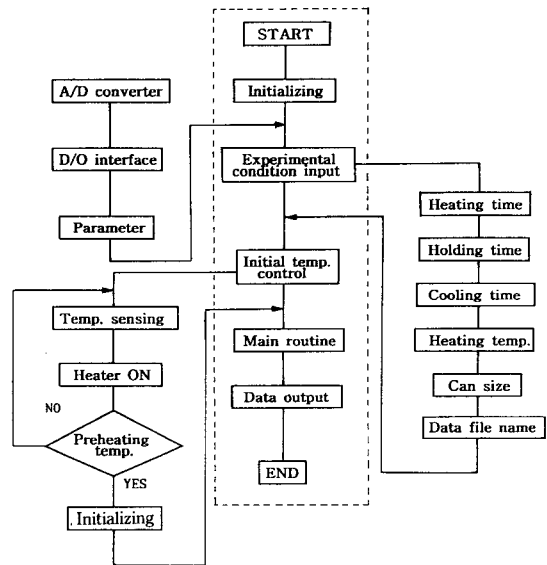 START
A/D converter
Initializing
D/O interface
Experimental
condition input
Parameter
Heating time
Holding time
Initial temp.
control
Cooling time
Temp. sensing
Main routine
Heating temp.
Heater ON
Can size
Data output
NO
Data file name
Preheating
temp.
END
YES
Initializing